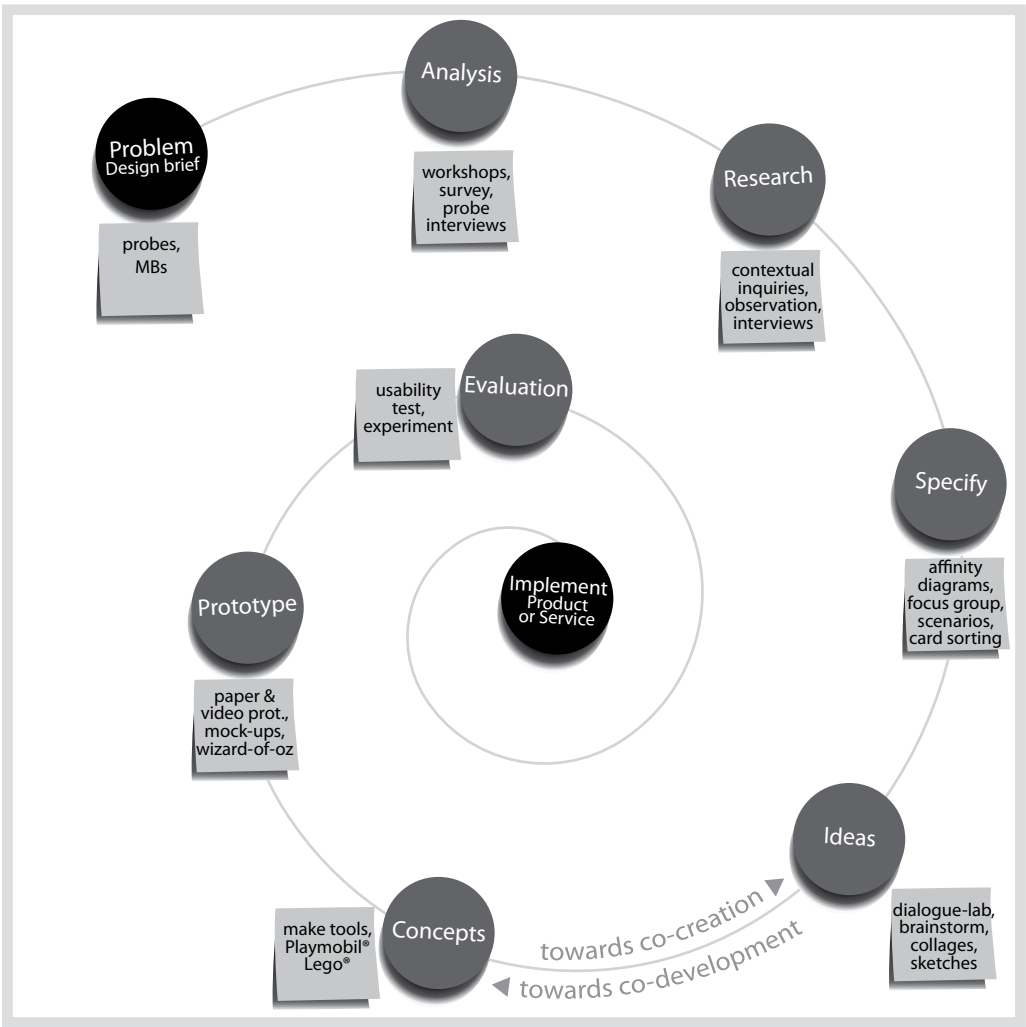 Problem
Design brief
probes,
MBs
Analysis
workshops,
survey,
probe
interviews
Research
contextual
inquiries,
observation,
interviews
Specify
affinity
diagrams,
focus group,
scenarios,
card sorting
Ideas
dialogue-lab,
brainstorm,
collages,
sketches
towards co-creation
towards co-development
Concepts
make tools,
Playmobil®
Lego®
Prototype
paper &
video prot.,
mock-ups,
wizard-of-oz
Evaluation
usability
test,
experiment
Implement
Product
or Service